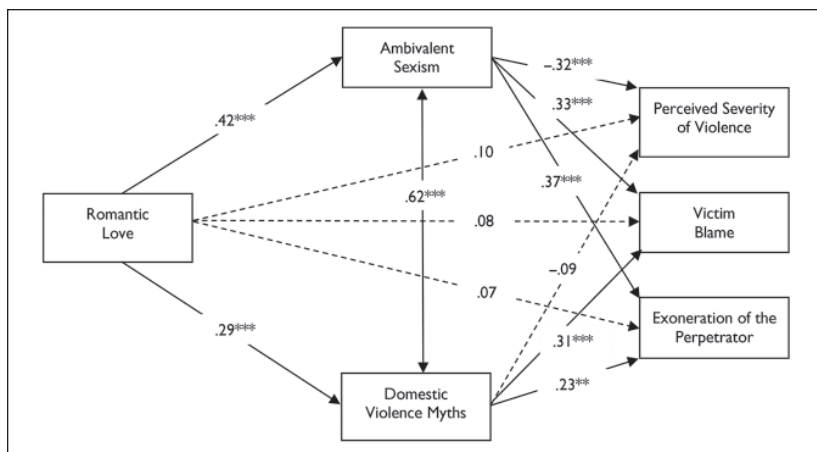 Ambivalent
Sexism
–.32***
.33***
Perceived Severity
of Violence
.42***
.10
.37***
.62***
Romantic
Love
.08
Victim
Blame
–.09
.07
.29***
.31***
Exoneration of the
Perpetrator
.23**
Domestic
Violence Myths